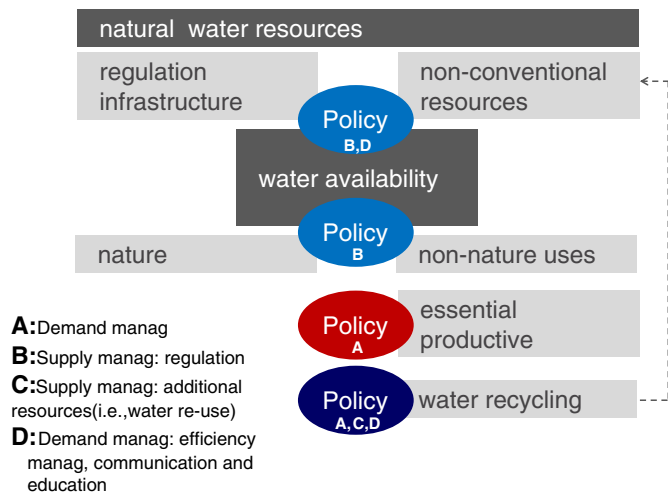 natural water resources
regulation
infrastructure
non-conventional
resources
Policy
B,D
water availability
Policy
B
nature
non-nature uses
Policy
A
essential
productive
Policy
A,C,D
water recycling
A:Demand manag
B:Supply manag: regulation
C:Supply manag: additional
resources(i.e.,water re-use)
D:Demand manag: efficiency
manag, communication and
education